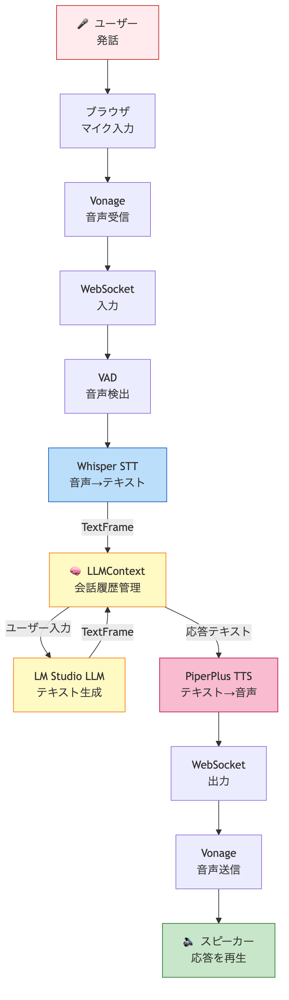 🎤 ユーザー
発話
ブラウザ
マイク入力
Vonage
音声受信
WebSocket
入力
VAD
音声検出
Whisper STT
音声→テキスト
TextFrame
🧠 LLMContext
会話履歴管理
ユーザー入力
TextFrame
応答テキスト
LM Studio LLM
テキスト生成
PiperPlus TTS
テキスト→音声
WebSocket
出力
Vonage
音声送信
🔊 スピーカー
応答を再生